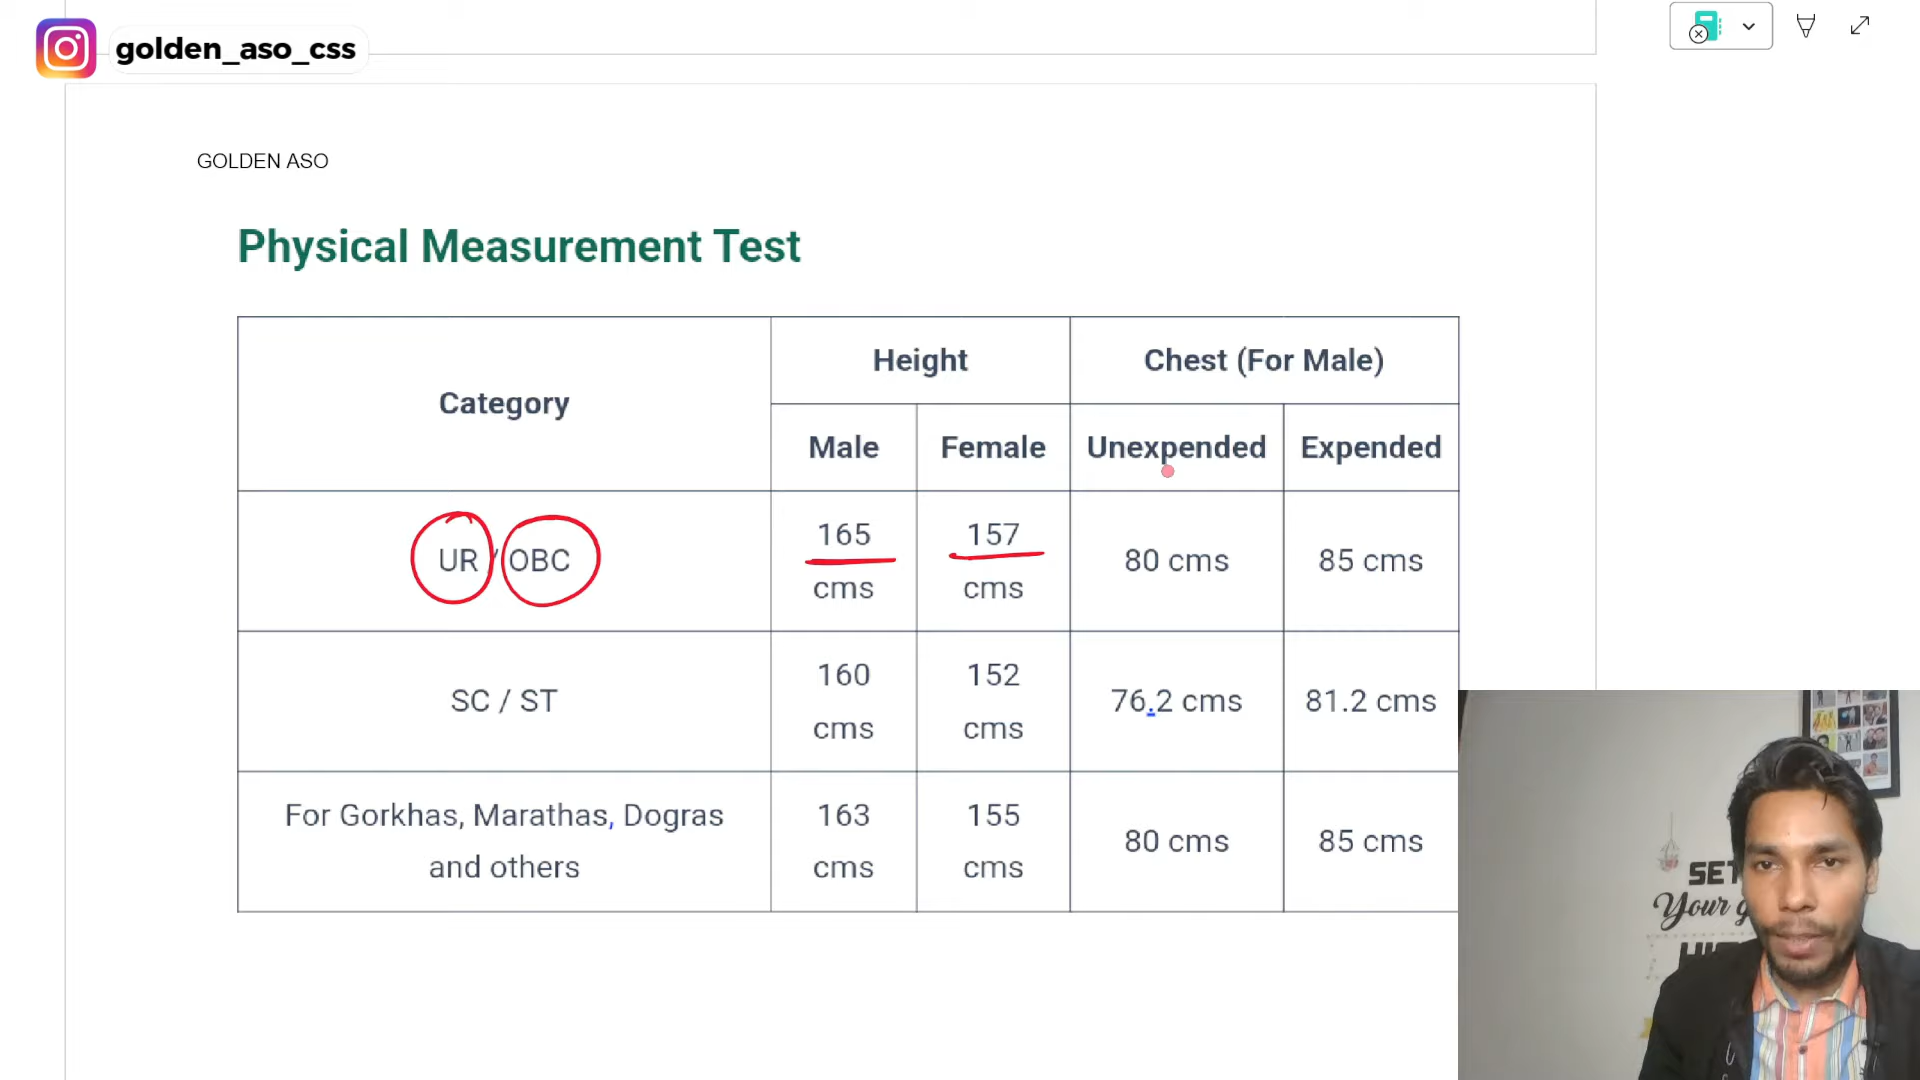 golden_aso_css
GOLDEN ASO
Physical Measurement Test
Category
Height
Chest (For Male)
Male
Female
Unexpended
Expended
UR / OBC
165
cms
157
cms
80 cms
85 cms
SC / ST
160
cms
152
cms
76.2 cms
81.2 cms
For Gorkhas, Marathas, Dogras
and others
163
cms
155
cms
80 cms
85 cms
SET
Your